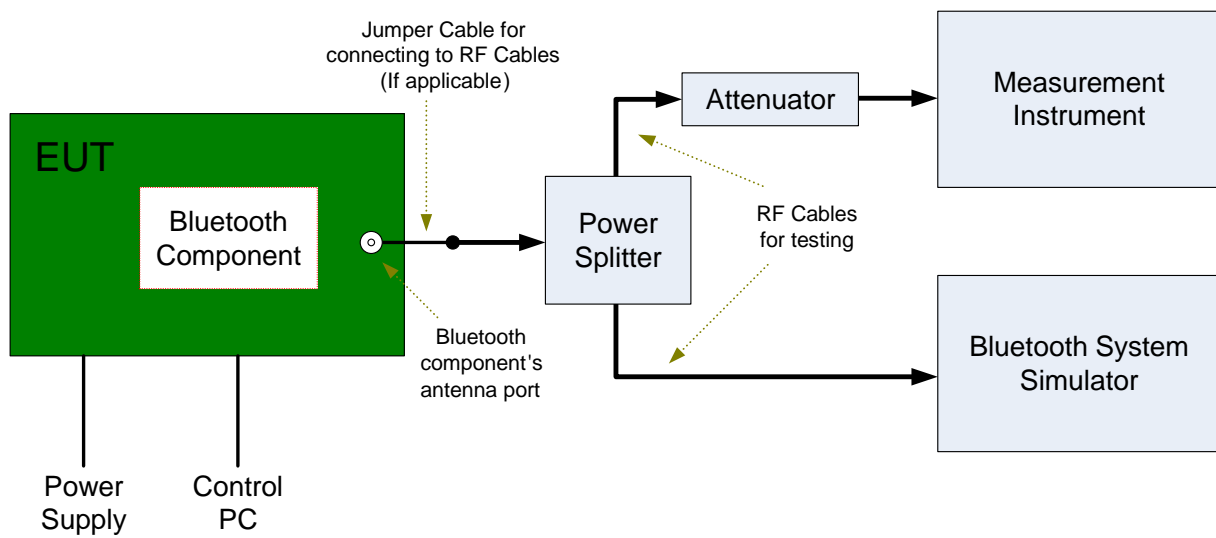 Jumper Cable for
connecting to RF Cables
(If applicable)
Attenuator
Measurement
Instrument
EUT
Bluetooth
Component
Power
Splitter
RF Cables
for testing
Bluetooth
component's
antenna port
Bluetooth System
Simulator
Power
Supply
Control
PC